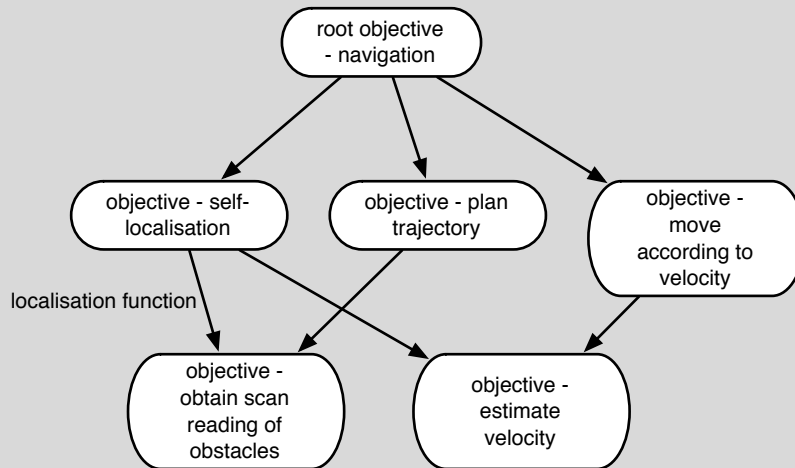 root objective
- navigation
objective - self-
localisation
objective - plan
trajectory
objective -
move
according to
velocity
localisation function
objective -
obtain scan
reading of
obstacles
objective -
estimate
velocity